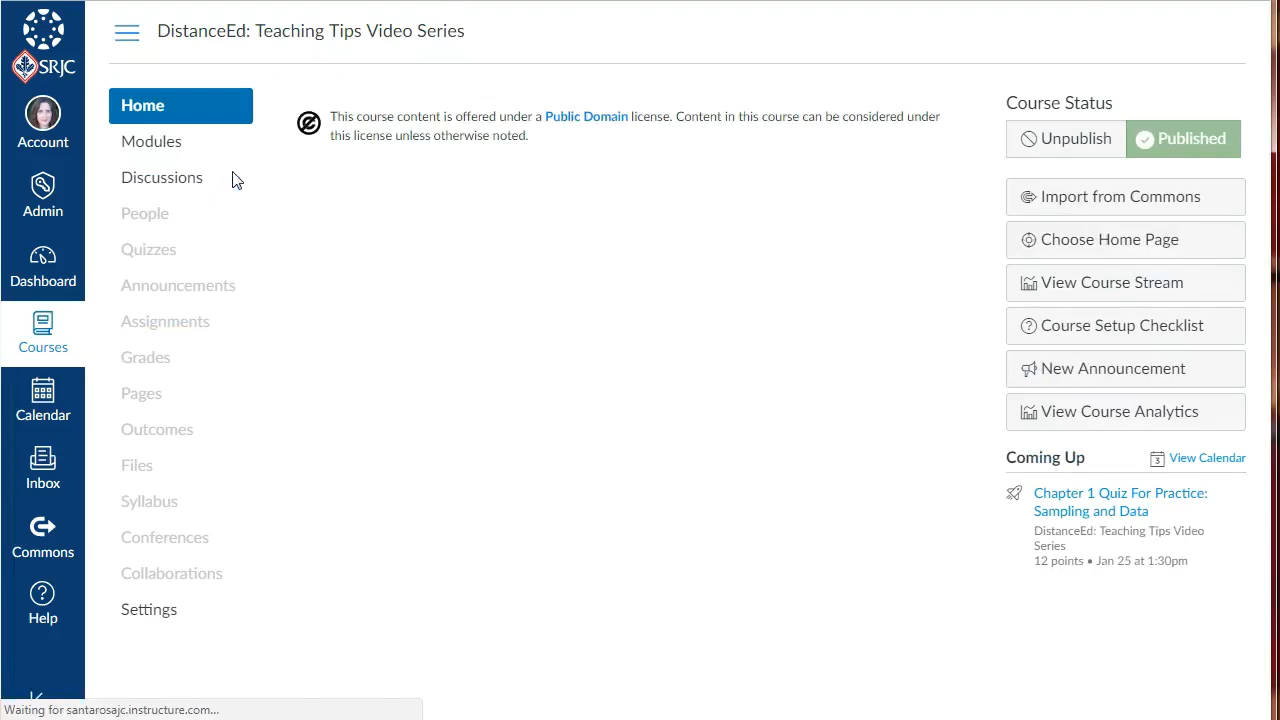 DistanceEd: Teaching Tips Video Series
SRJC
Account
Admin
Dashboard
Courses
Calendar
Inbox
Commons
Help
Home
Modules
Discussions
People
Quizzes
Announcements
Assignments
Grades
Pages
Outcomes
Files
Syllabus
Conferences
Collaborations
Settings
This course content is offered under a Public Domain license. Content in this course can be considered under
this license unless otherwise noted.
Course Status
Unpublish
Published
Import from Commons
Choose Home Page
View Course Stream
Course Setup Checklist
New Announcement
View Course Analytics
Coming Up
3
View Calendar
Chapter 1 Quiz For Practice:
Sampling and Data
DistanceEd: Teaching Tips Video
Series
12 points • Jan 25 at 1:30pm
Waiting for santarosajc.instructure.com...